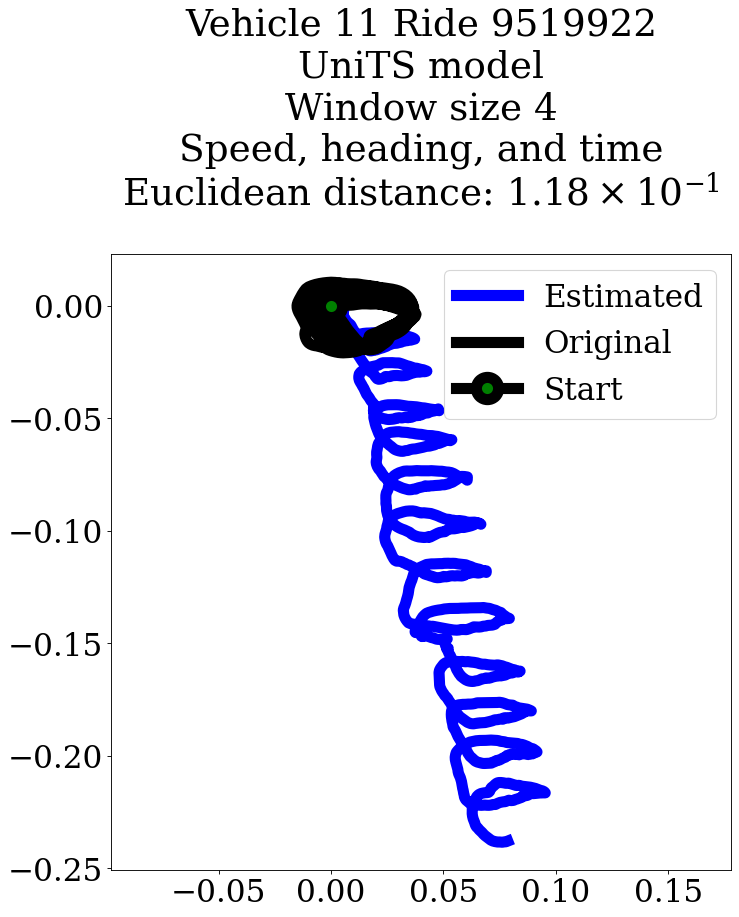 Vehicle 11 Ride 9519922
UniTS model
Window size 4
Speed, heading, and time
Euclidean distance: 1.18 × 10⁻¹
Estimated
Original
Start
0.00
−0.05
−0.10
−0.15
−0.20
−0.25
−0.05 0.00 0.05 0.10 0.15